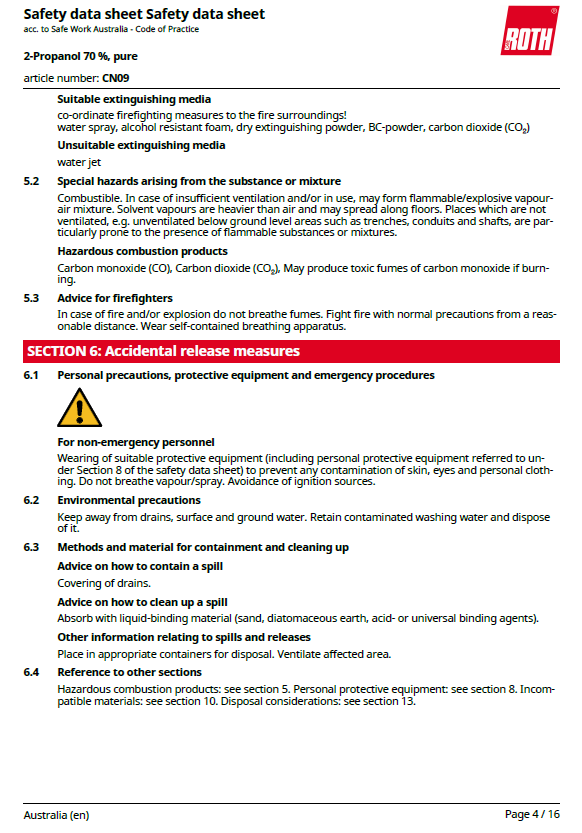 Safety data sheet Safety data sheet
acc. to Safe Work Australia - Code of Practice
ROTH
®
2-Propanol 70 %, pure
article number: CN09
Suitable extinguishing media
co-ordinate firefighting measures to the fire surroundings!
water spray, alcohol resistant foam, dry extinguishing powder, BC-powder, carbon dioxide (CO₂)
Unsuitable extinguishing media
water jet
5.2 Special hazards arising from the substance or mixture
Combustible. In case of insufficient ventilation and/or in use, may form flammable/explosive vapour-
air mixture. Solvent vapours are heavier than air and may spread along floors. Places which are not
ventilated, e.g. unventilated below ground level areas such as trenches, conduits and shafts, are par-
ticularly prone to the presence of flammable substances or mixtures.
Hazardous combustion products
Carbon monoxide (CO), Carbon dioxide (CO₂), May produce toxic fumes of carbon monoxide if burn-
ing.
5.3 Advice for firefighters
In case of fire and/or explosion do not breathe fumes. Fight fire with normal precautions from a reas-
onable distance. Wear self-contained breathing apparatus.
SECTION 6: Accidental release measures
6.1 Personal precautions, protective equipment and emergency procedures
For non-emergency personnel
Wearing of suitable protective equipment (including personal protective equipment referred to un-
der Section 8 of the safety data sheet) to prevent any contamination of skin, eyes and personal cloth-
ing. Do not breathe vapour/spray. Avoidance of ignition sources.
6.2 Environmental precautions
Keep away from drains, surface and ground water. Retain contaminated washing water and dispose
of it.
6.3 Methods and material for containment and cleaning up
Advice on how to contain a spill
Covering of drains.
Advice on how to clean up a spill
Absorb with liquid-binding material (sand, diatomaceous earth, acid- or universal binding agents).
Other information relating to spills and releases
Place in appropriate containers for disposal. Ventilate affected area.
6.4 Reference to other sections
Hazardous combustion products: see section 5. Personal protective equipment: see section 8. Incom-
patible materials: see section 10. Disposal considerations: see section 13.
Australia (en)
Page 4 / 16